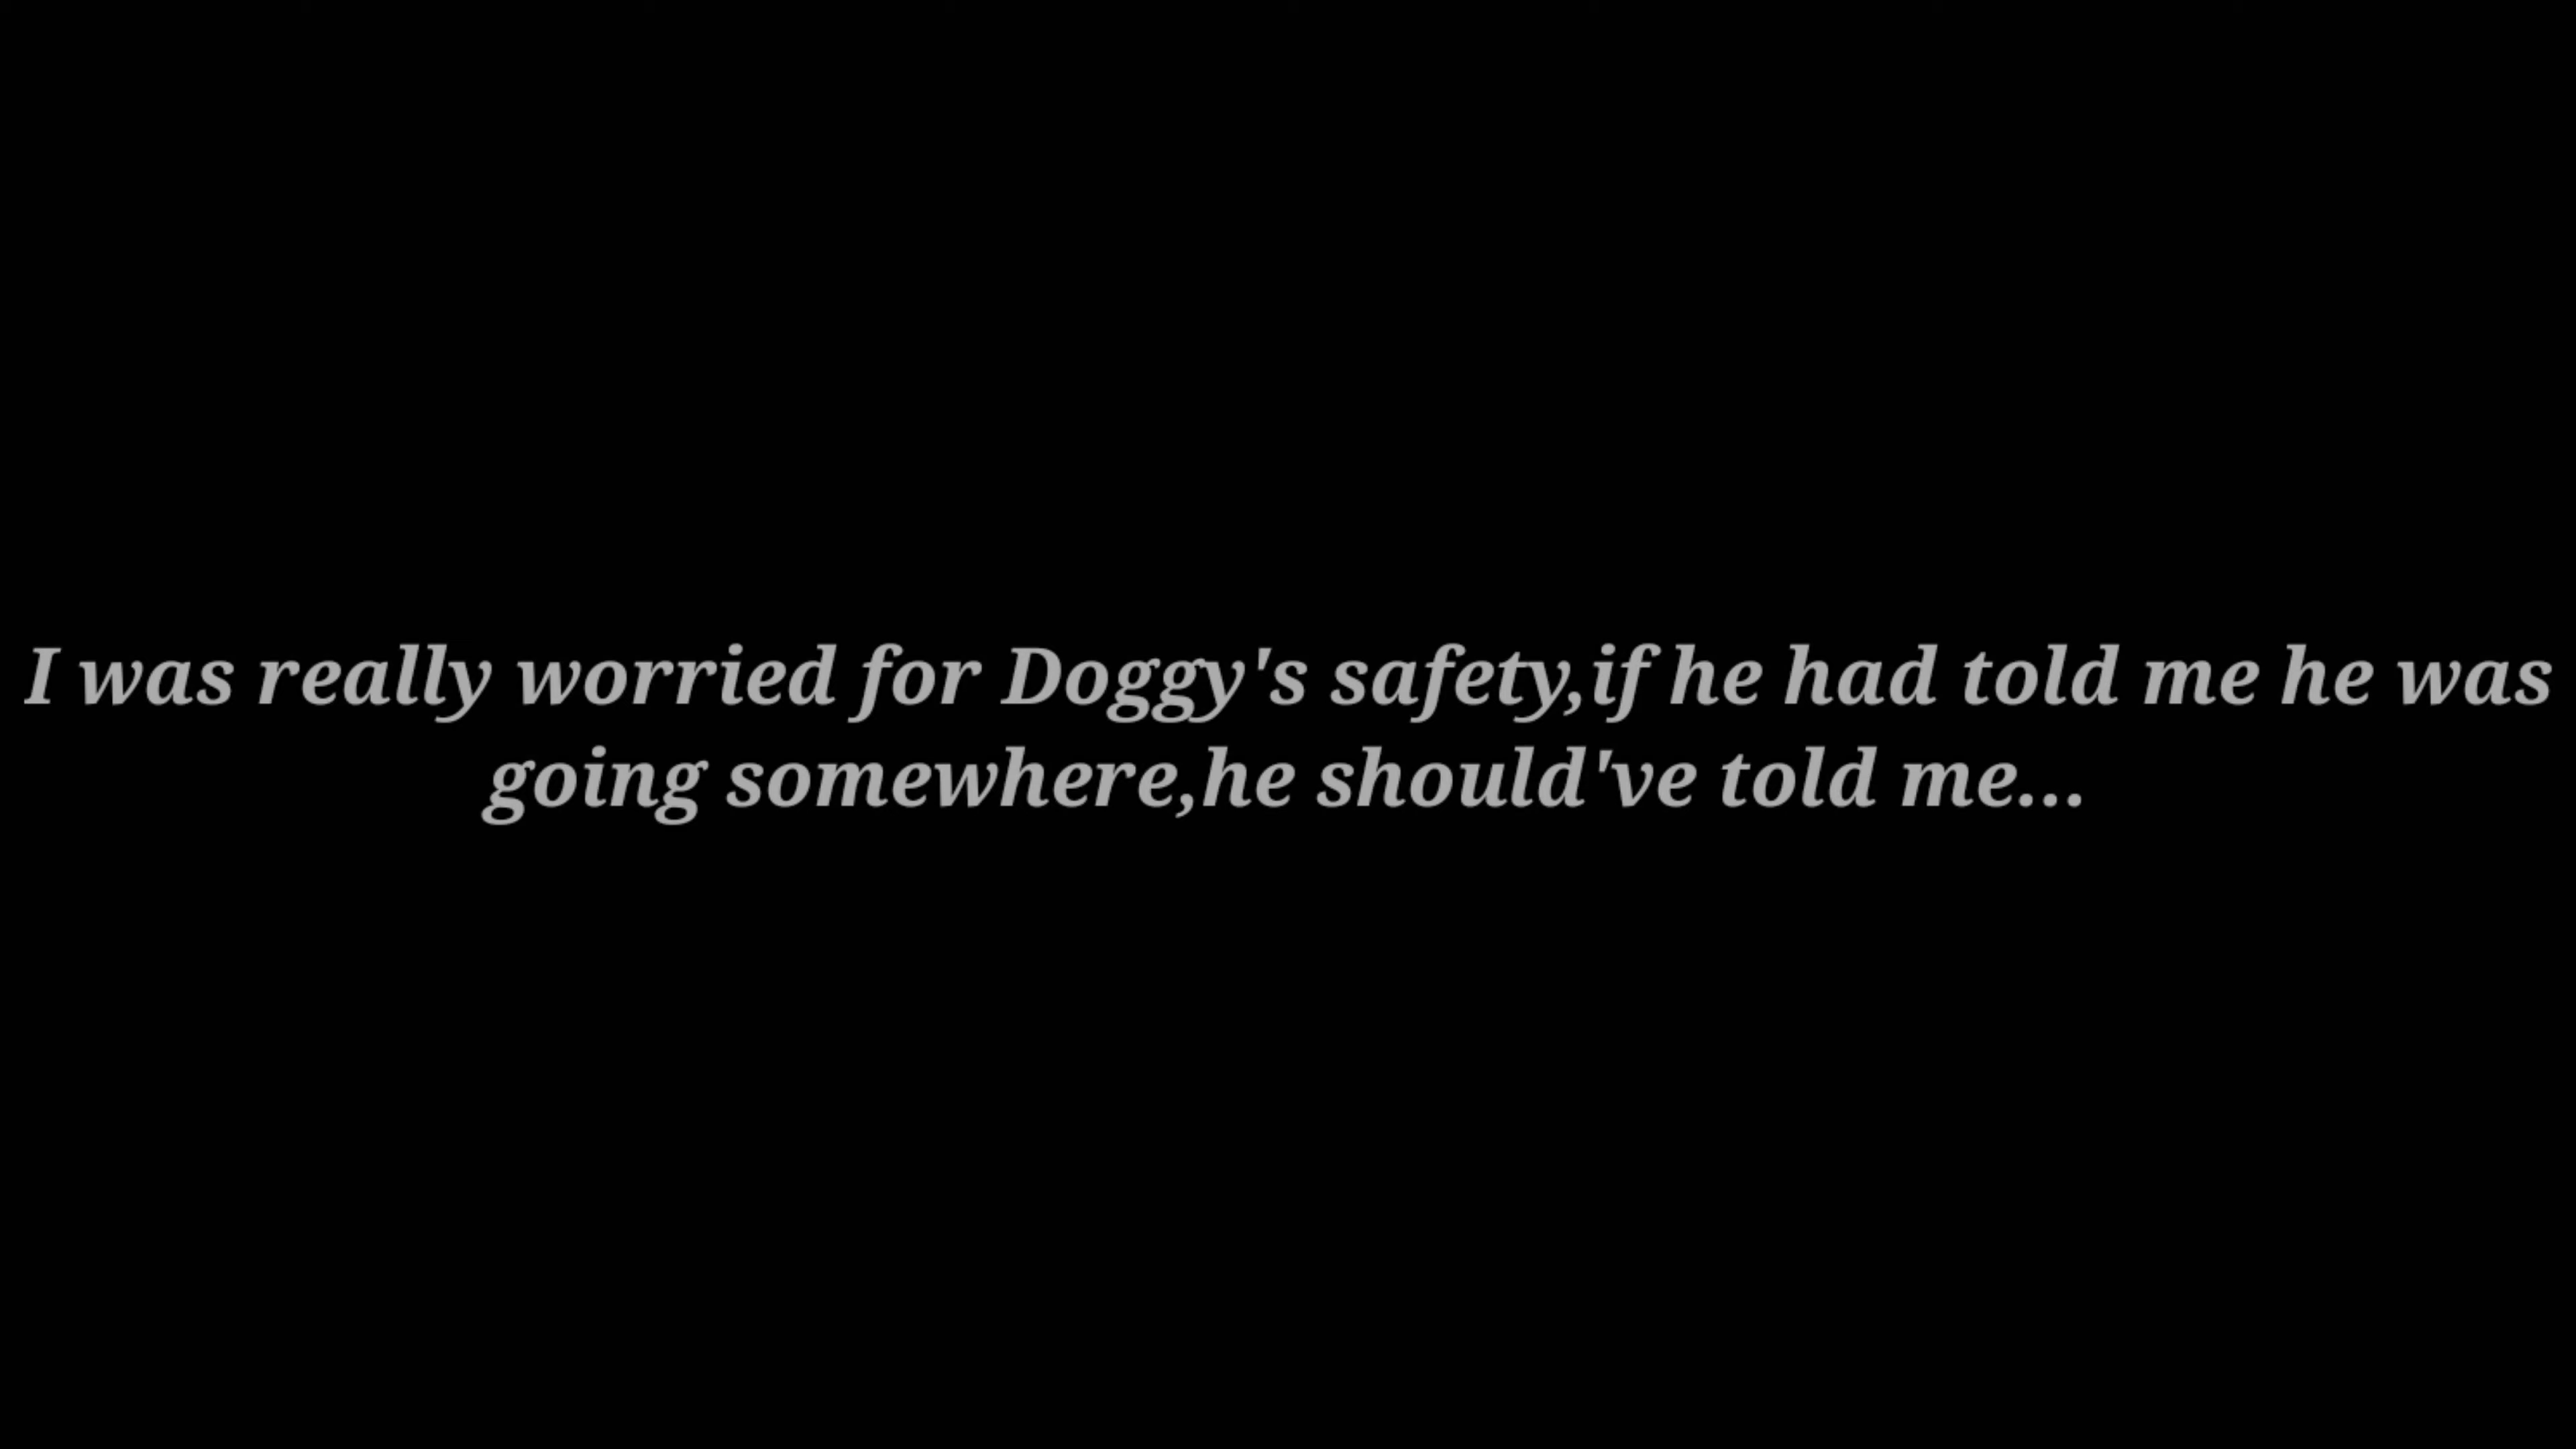 I was really worried for Doggy's safety,if he had told me he was
going somewhere,he should've told me...